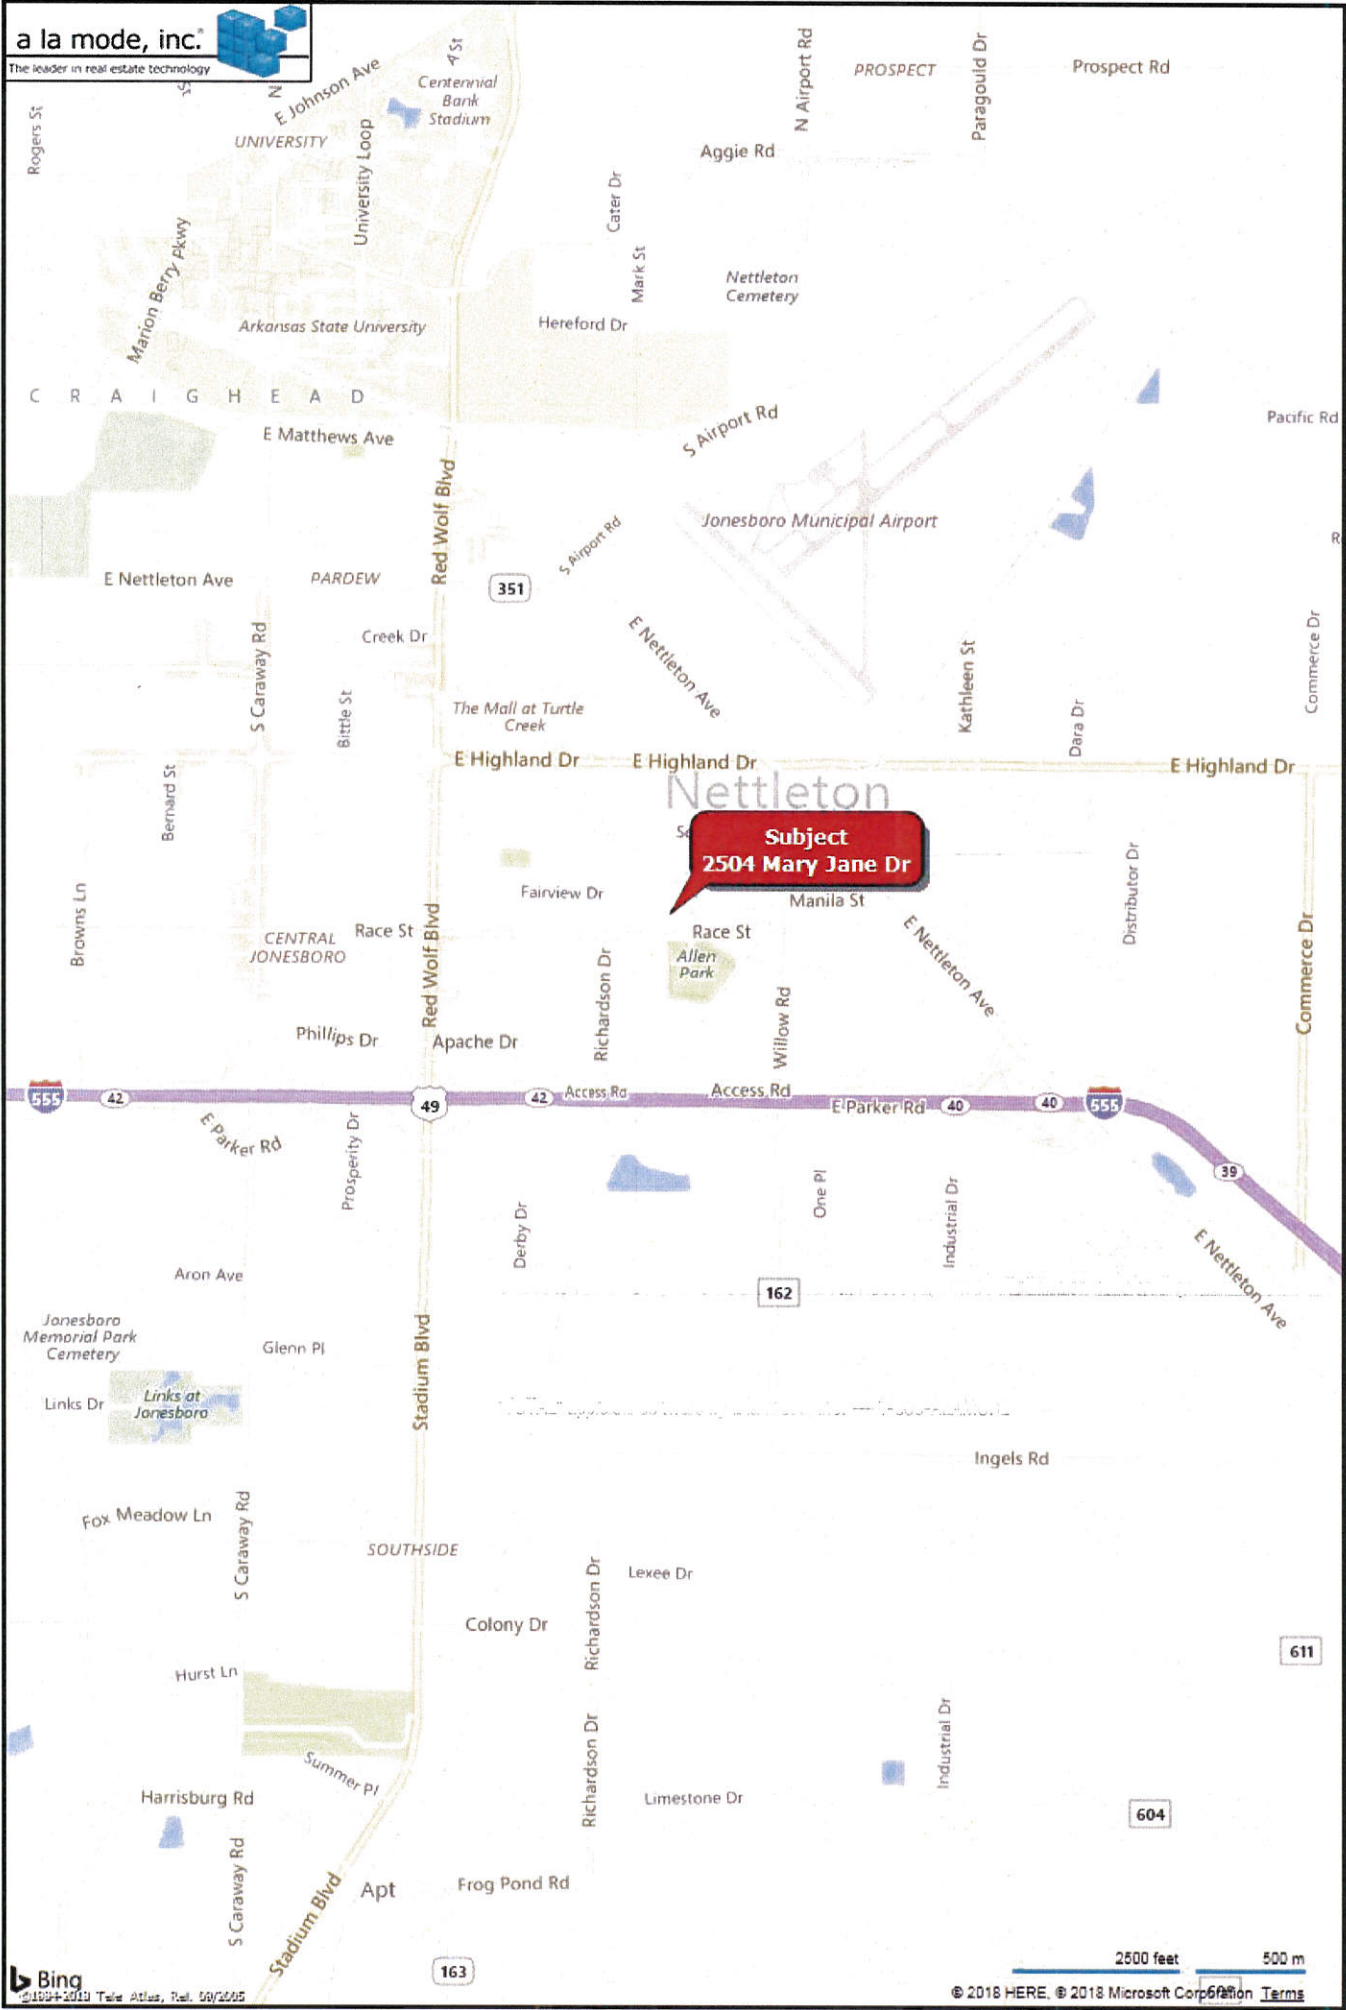 a la mode, inc.®
The leader in real estate technology
4 St
E Johnson Ave
Centennial
Bank
Stadium
N Airport Rd
PROSPECT
Paragould Dr
Prospect Rd
N
Rogers St
UNIVERSITY
University Loop
Aggie Rd
Cater Dr
Marion Berry Pkwy
Mark St
Nettleton
Cemetery
Arkansas State University
Hereford Dr
CRAIGHEAD
E Matthews Ave
S Airport Rd
Pacific Rd
Red Wolf Blvd
Jonesboro Municipal Airport
S Airport Rd
R
E Nettleton Ave
PARDEW
351
S Caraway Rd
Creek Dr
E Nettleton Ave
Kathleen St
Commerce Dr
Bittle St
The Mall at Turtle
Creek
Dara Dr
E Highland Dr
E Highland Dr
E Highland Dr
Nettleton
Bernard St
Subject
2504 Mary Jane Dr
Fairview Dr
Manila St
Distributor Dr
Browns Ln
CENTRAL
JONESBORO
Race St
Red Wolf Blvd
Race St
E Nettleton Ave
Allen
Park
Richardson Dr
Willow Rd
Commerce Dr
Phillips Dr
Apache Dr
555
42
49
42
Access Rd
Access Rd
E Parker Rd
40
40
555
E Parker Rd
Prosperity Dr
39
One Pl
Industrial Dr
Derby Dr
E Nettleton Ave
Aron Ave
162
Jonesboro
Memorial Park
Cemetery
Glenn Pl
Stadium Blvd
Links Dr
Links at
Jonesboro
Ingels Rd
Fox Meadow Ln
S Caraway Rd
SOUTHSIDE
Lexee Dr
Richardson Dr
Colony Dr
611
Hurst Ln
Richardson Dr
Industrial Dr
Summer Pl
Harrisburg Rd
Limestone Dr
604
S Caraway Rd
Stadium Blvd
Apt
Frog Pond Rd
163
2500 feet
500 m
Bing
© 2018 HERE, © 2018 Microsoft Corporation Terms